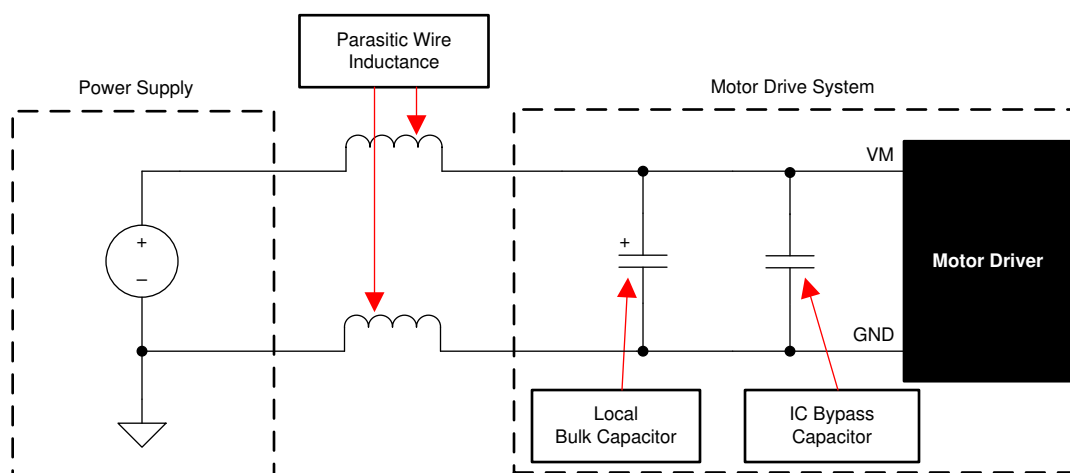 Parasitic Wire
Inductance
Power Supply
Motor Drive System
VM
+
–
+
Motor Driver
GND
Local
Bulk Capacitor
IC Bypass
Capacitor